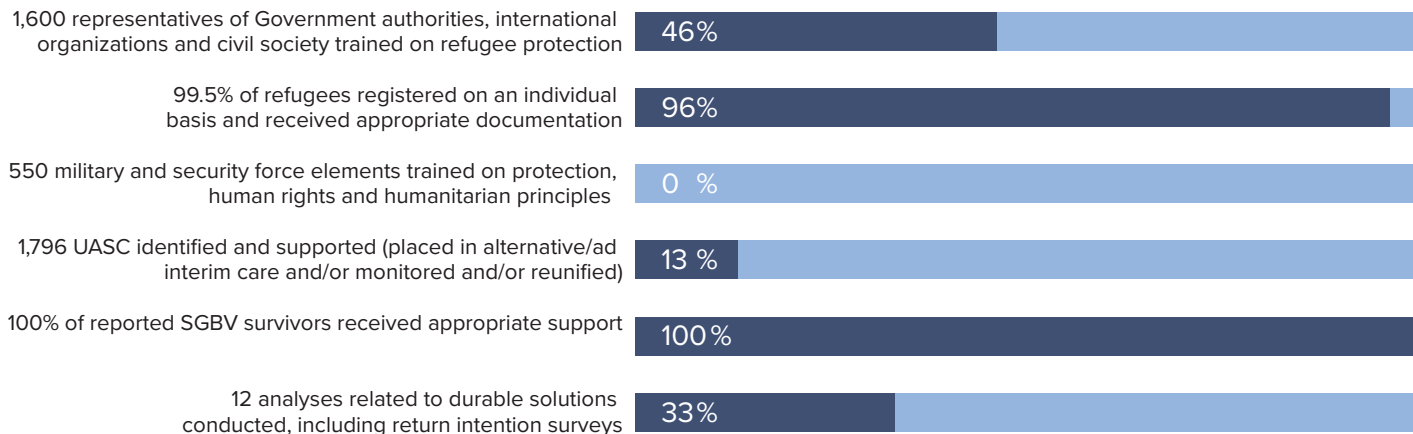 1,600 representatives of Government authorities, international
organizations and civil society trained on refugee protection
46%
99.5% of refugees registered on an individual
basis and received appropriate documentation
96%
550 military and security force elements trained on protection,
human rights and humanitarian principles
0 %
1,796 UASC identified and supported (placed in alternative/ad
interim care and/or monitored and/or reunified)
13 %
100% of reported SGBV survivors received appropriate support
100%
12 analyses related to durable solutions
conducted, including return intention surveys
33%